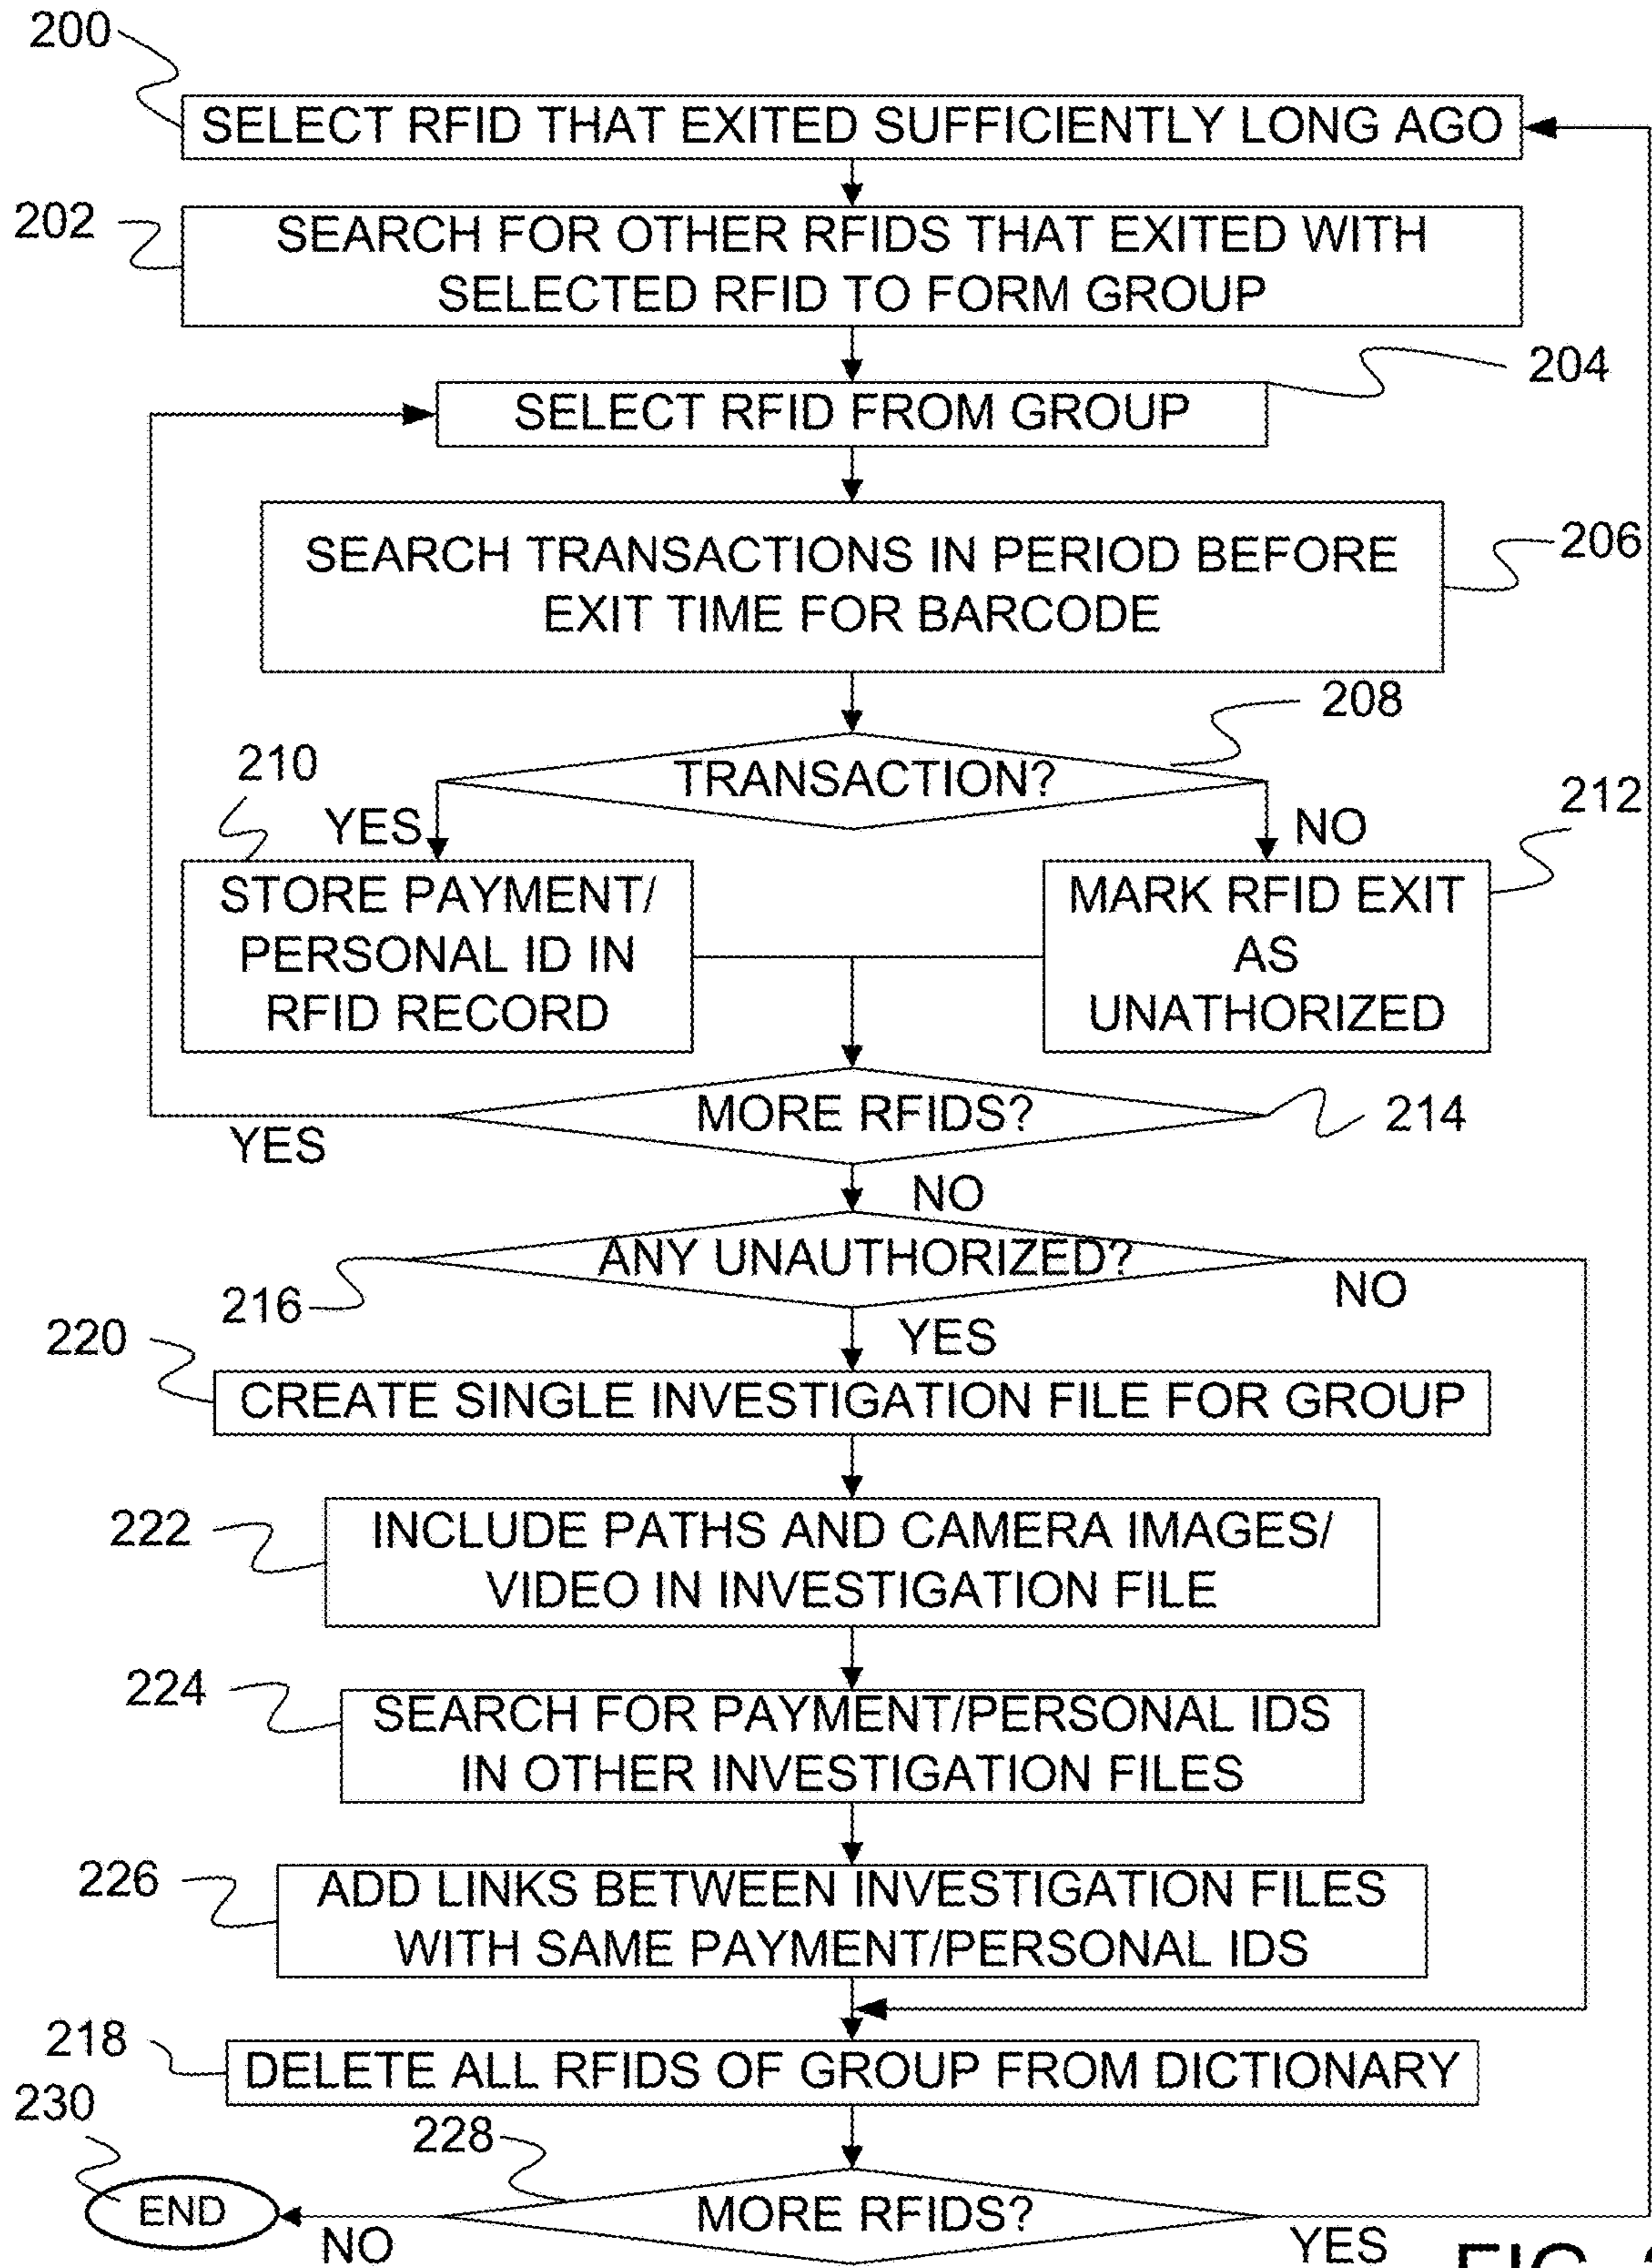 200
SELECT RFID THAT EXITED SUFFICIENTLY LONG AGO
202
SEARCH FOR OTHER RFIDS THAT EXITED WITH
SELECTED RFID TO FORM GROUP
204
SELECT RFID FROM GROUP
206
SEARCH TRANSACTIONS IN PERIOD BEFORE
EXIT TIME FOR BARCODE
208
TRANSACTION?
210
YES
NO
212
STORE PAYMENT/
PERSONAL ID IN
RFID RECORD
MARK RFID EXIT
AS
UNATHORIZED
MORE RFIDS?
214
YES
NO
ANY UNAUTHORIZED?
216
NO
YES
220
CREATE SINGLE INVESTIGATION FILE FOR GROUP
222
INCLUDE PATHS AND CAMERA IMAGES/
VIDEO IN INVESTIGATION FILE
224
SEARCH FOR PAYMENT/PERSONAL IDS
IN OTHER INVESTIGATION FILES
226
ADD LINKS BETWEEN INVESTIGATION FILES
WITH SAME PAYMENT/PERSONAL IDS
218
DELETE ALL RFIDS OF GROUP FROM DICTIONARY
230
228
END
MORE RFIDS?
NO
YES
FIG.